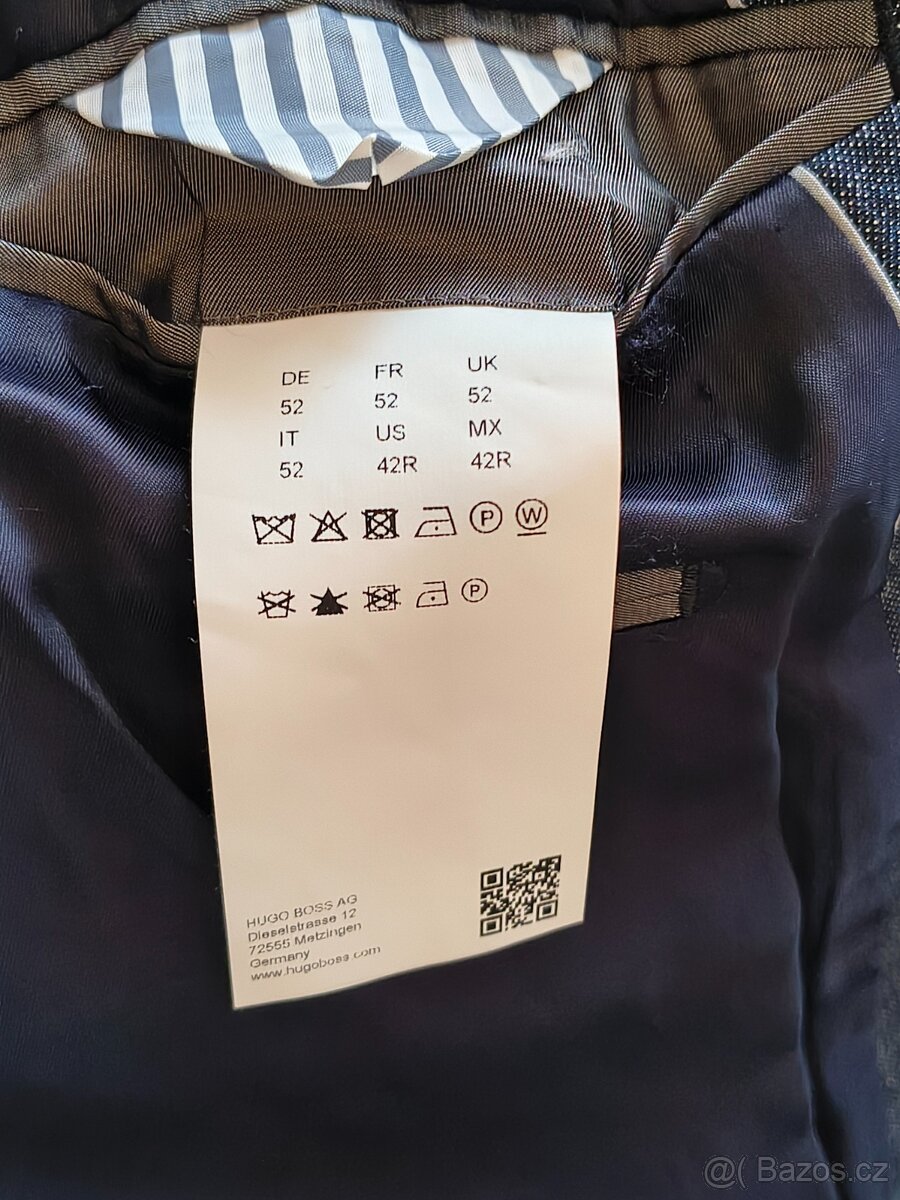 DE FR UK
52 52 52
IT US MX
52 42R 42R
P W
P
HUGO BOSS AG
Dieselstrasse 12
72555 Metzingen
Germany
www.hugoboss.com
@( Bazos.cz